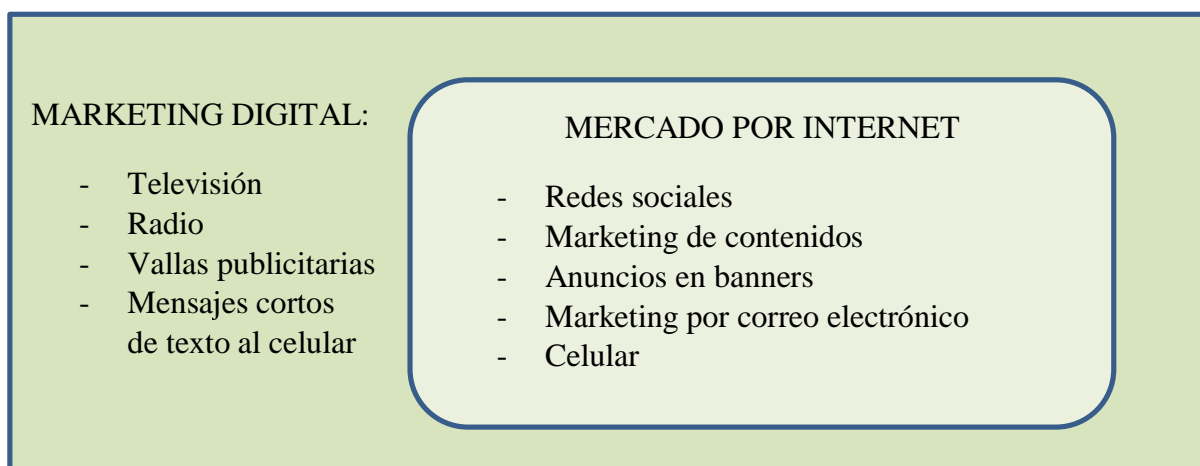 MARKETING DIGITAL:
- Televisión
- Radio
- Vallas publicitarias
- Mensajes cortos
de texto al celular
MERCADO POR INTERNET
- Redes sociales
- Marketing de contenidos
- Anuncios en banners
- Marketing por correo electrónico
- Celular